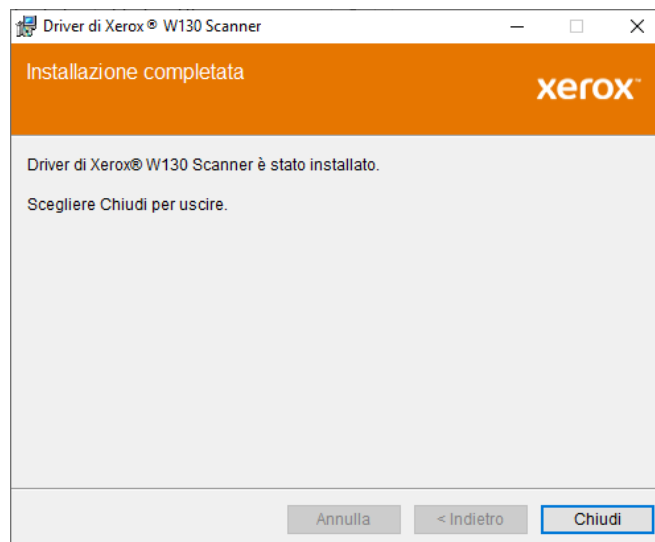 Driver di Xerox ® W130 Scanner
Installazione completata
xerox™
Driver di Xerox® W130 Scanner è stato installato.
Scegliere Chiudi per uscire.
Annulla < Indietro Chiudi